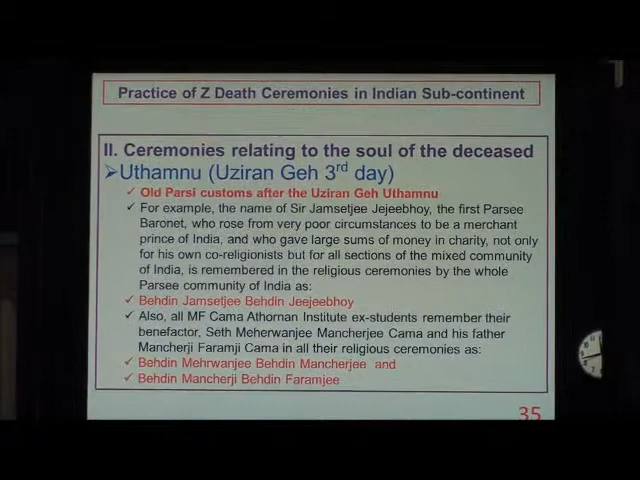 Practice of Z Death Ceremonies in Indian Sub-continent
II. Ceremonies relating to the soul of the deceased
➢Uthamnu (Uziran Geh 3rd day)
✓ Old Parsi customs after the Uziran Geh Uthamnu
✓ For example, the name of Sir Jamsetjee Jejeebhoy, the first Parsee
Baronet, who rose from very poor circumstances to be a merchant
prince of India, and who gave large sums of money in charity, not only
for his own co-religionists but for all sections of the mixed community
of India, is remembered in the religious ceremonies by the whole
Parsee community of India as:
✓ Behdin Jamsetjee Behdin Jeejeebhoy
✓ Also, all MF Cama Athornan Institute ex-students remember their
benefactor, Seth Meherwanjee Mancherjee Cama and his father
Mancherji Faramji Cama in all their religious ceremonies as:
✓ Behdin Mehrwanjee Behdin Mancherjee and
✓ Behdin Mancherji Behdin Faramjee
35